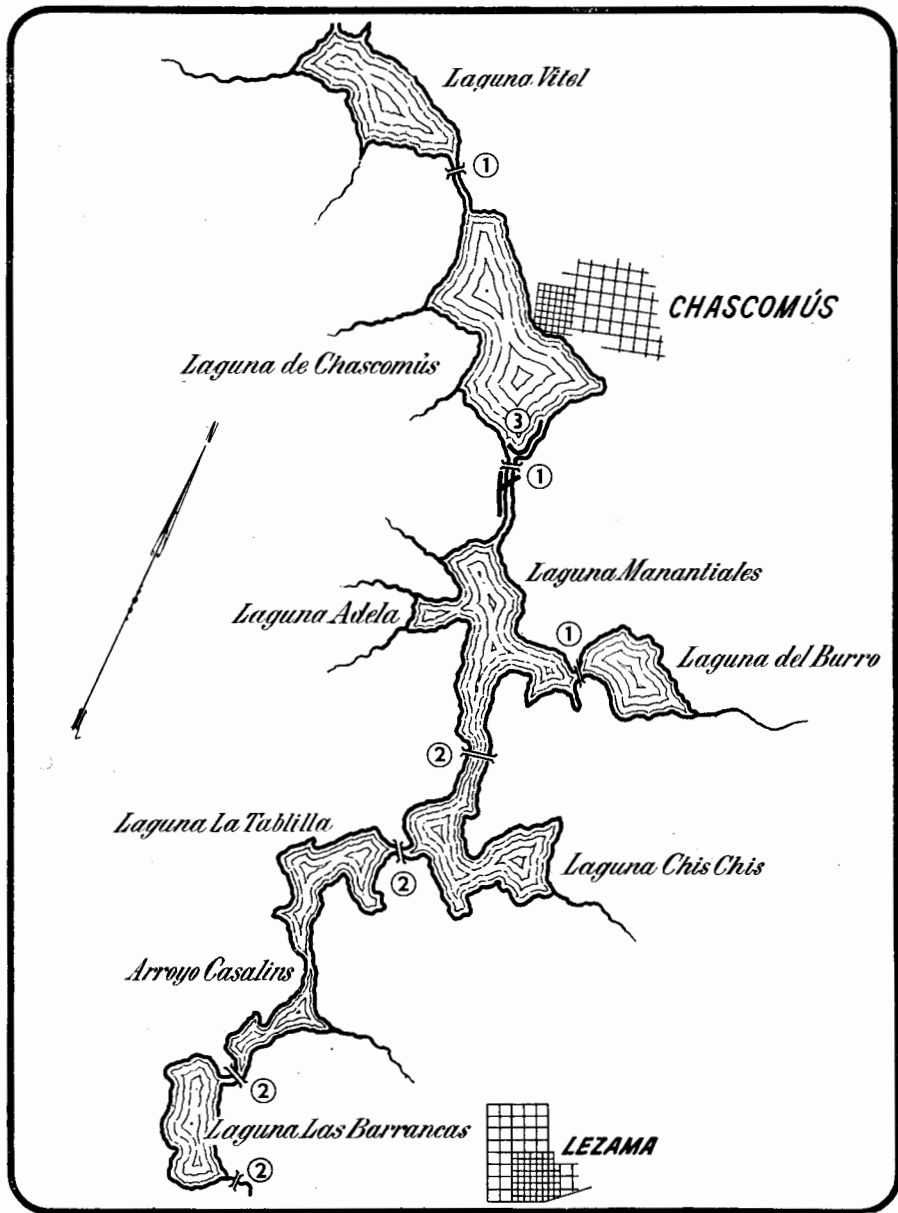 Laguna Vitel
①
CHASCOMÚS
Laguna de Chascomús
③
①
Laguna Manantiales
Laguna Adela
①
Laguna del Burro
②
Laguna La Tablilla
Laguna Chis Chis
②
Arroyo Casalins
②
Laguna Las Barrancas
LEZAMA
②